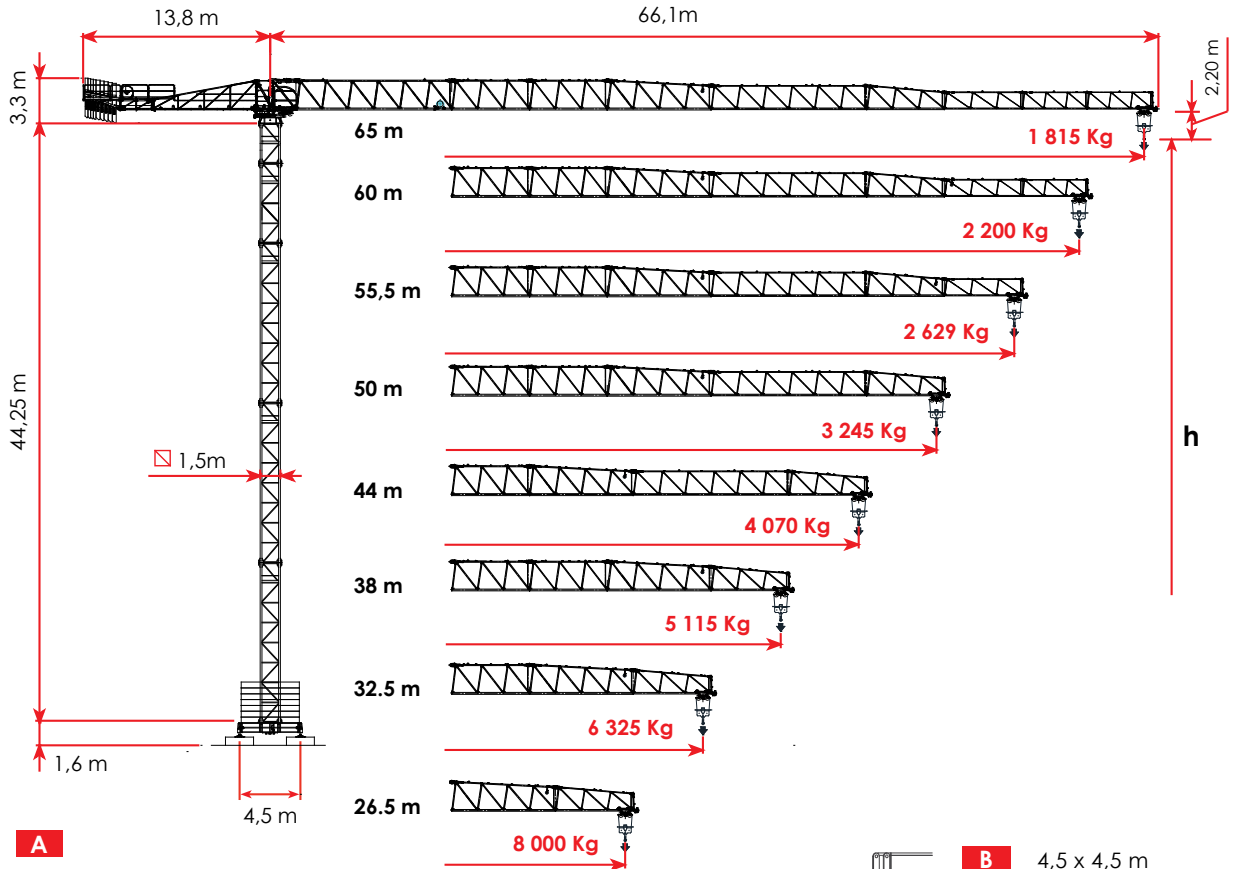 13,8 m
66,1m
2,20 m
3,3 m
65 m
1 815 Kg
60 m
2 200 Kg
55,5 m
2 629 Kg
44,25 m
50 m
3 245 Kg
h
1,5m
44 m
4 070 Kg
38 m
5 115 Kg
32.5 m
6 325 Kg
1,6 m
4,5 m
26.5 m
8 000 Kg
A
B 4,5 x 4,5 m